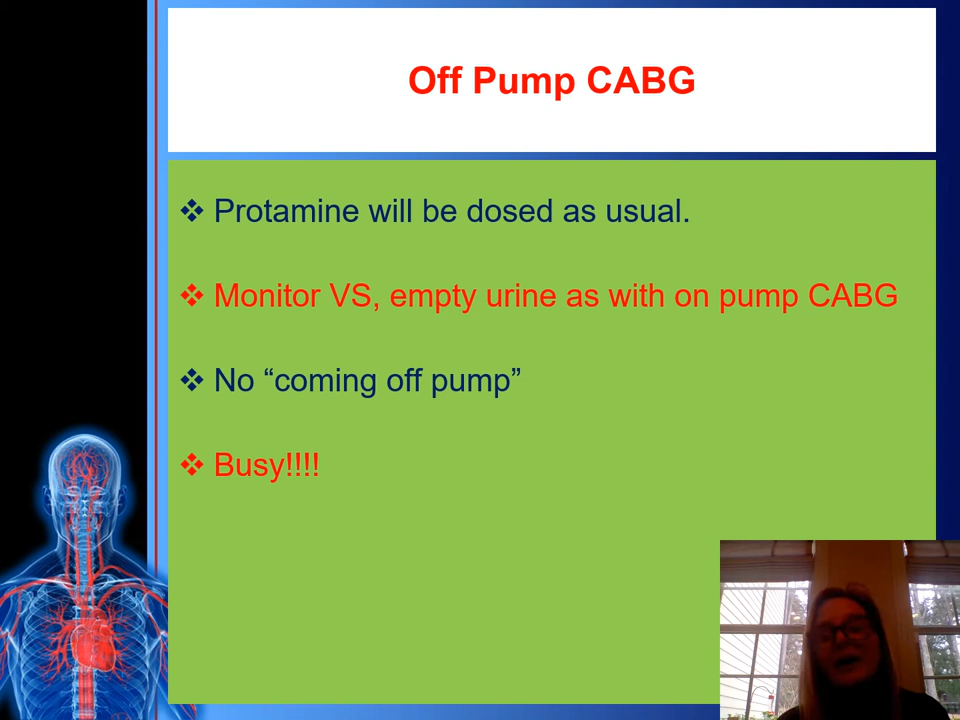 Off Pump CABG
❖ Protamine will be dosed as usual.
❖ Monitor VS, empty urine as with on pump CABG
❖ No “coming off pump”
❖ Busy!!!!